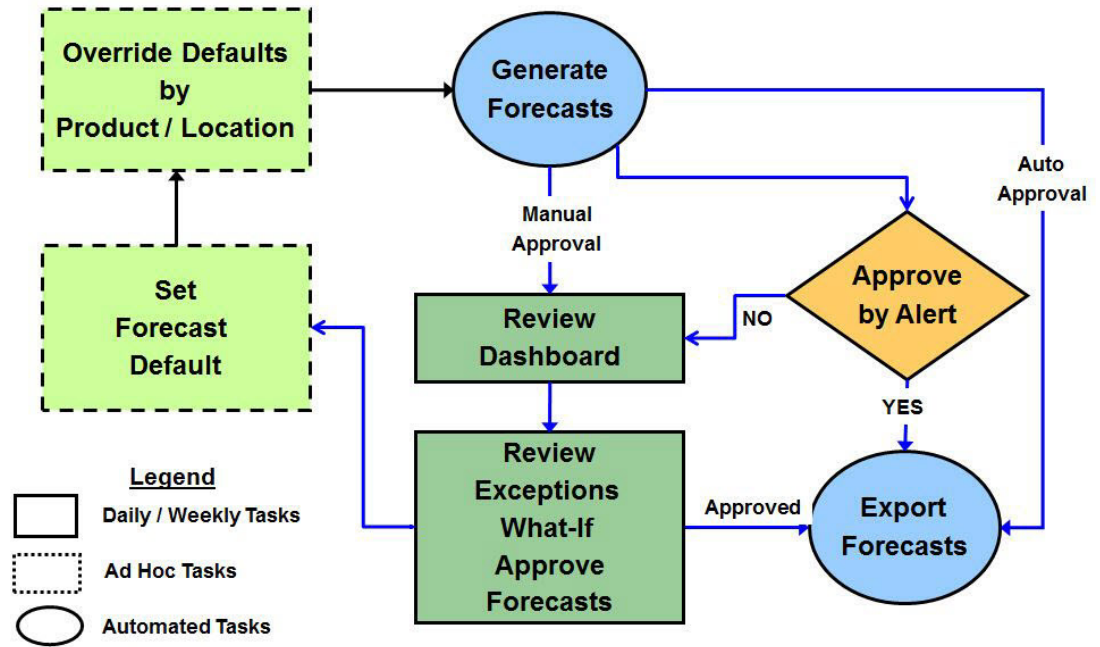 Override Defaults
by
Product / Location
Generate
Forecasts
Auto
Approval
Manual
Approval
Set
Forecast
Default
Approve
by Alert
NO
Review
Dashboard
YES
Review
Exceptions
What-If
Approve
Forecasts
Approved
Export
Forecasts
Legend
Daily / Weekly Tasks
Ad Hoc Tasks
Automated Tasks